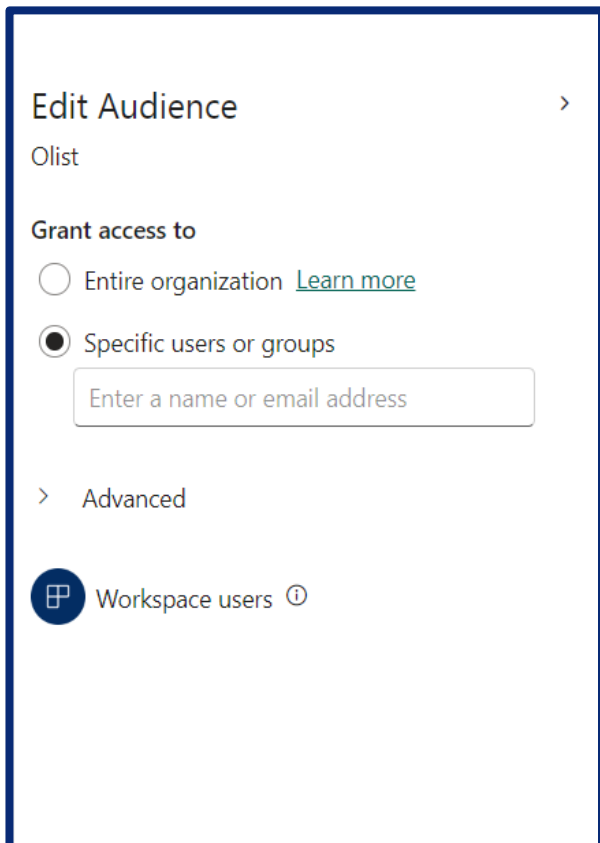 Edit Audience
Olist
Grant access to
Entire organization Learn more
Specific users or groups
Enter a name or email address
Advanced
Workspace users